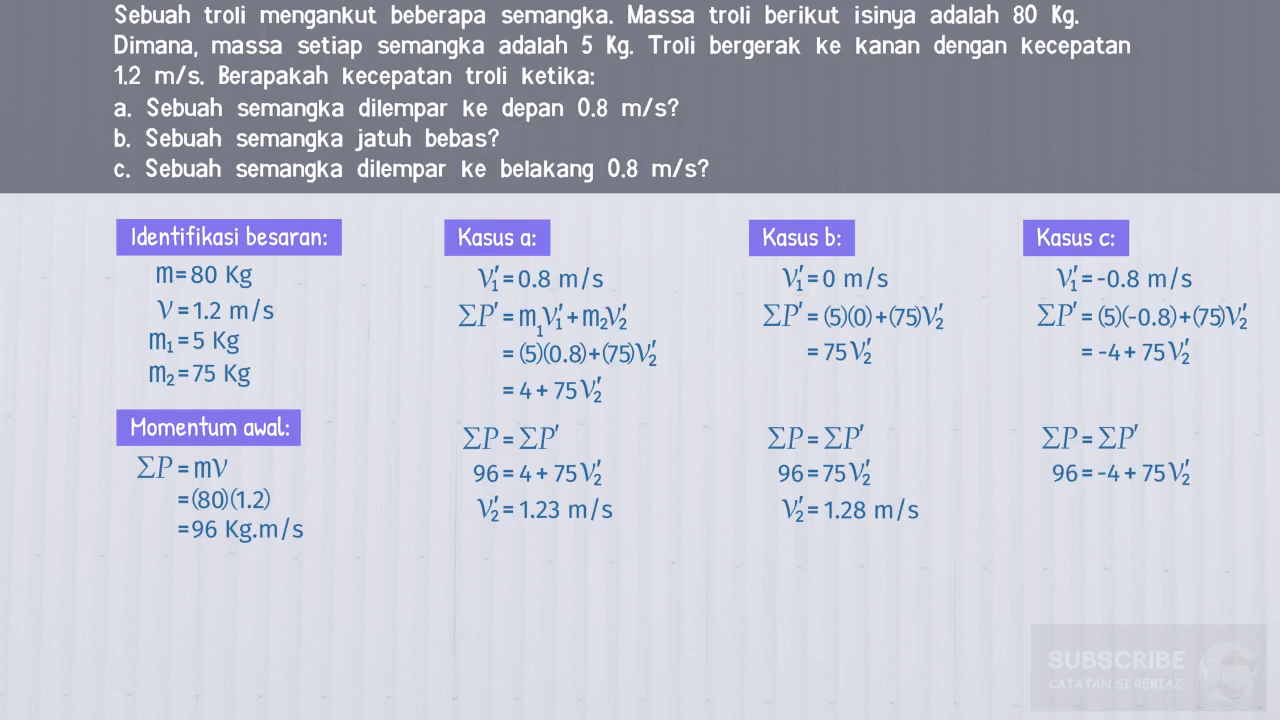 Sebuah troli mengankut beberapa semangka. Massa troli berikut isinya adalah 80 Kg.
Dimana, massa setiap semangka adalah 5 Kg. Troli bergerak ke kanan dengan kecepatan
1.2 m/s. Berapakah kecepatan troli ketika:
a. Sebuah semangka dilempar ke depan 0.8 m/s?
b. Sebuah semangka jatuh bebas?
c. Sebuah semangka dilempar ke belakang 0.8 m/s?
Identifikasi besaran:
m = 80 Kg
V = 1.2 m/s
m₁ = 5 Kg
m₂ = 75 Kg
Momentum awal:
ΣP = mV
= (80)(1.2)
= 96 Kg.m/s
Kasus a:
V₁′ = 0.8 m/s
ΣP′ = m₁V₁′ + m₂V₂′
= (5)(0.8) + (75)V₂′
= 4 + 75V₂′
ΣP = ΣP′
96 = 4 + 75V₂′
V₂′ = 1.23 m/s
Kasus b:
V₁′ = 0 m/s
ΣP′ = (5)(0) + (75)V₂′
= 75V₂′
ΣP = ΣP′
96 = 75V₂′
V₂′ = 1.28 m/s
Kasus c:
V₁′ = -0.8 m/s
ΣP′ = (5)(-0.8) + (75)V₂′
= -4 + 75V₂′
ΣP = ΣP′
96 = -4 + 75V₂′
SUBSCRIBE
CATATAN SI REBIAZ